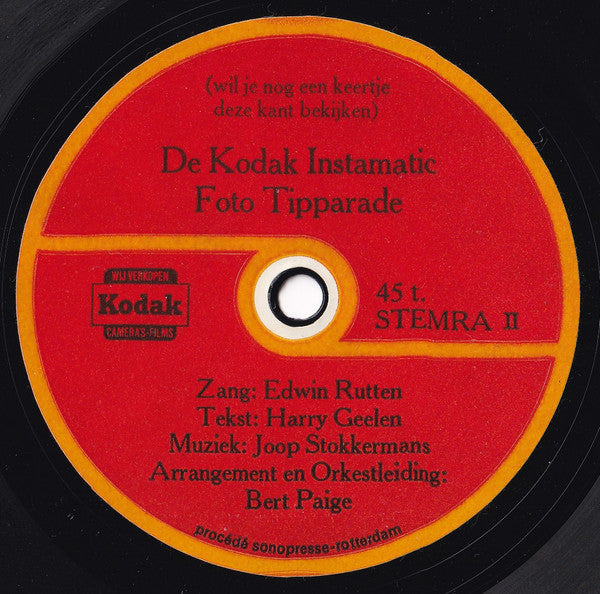 (wil je nog een keertje
deze kant bekijken)
De Kodak Instamatic
Foto Tipparade
WIJ VERKOPEN
Kodak
CAMERA'S-FILMS
45 t.
STEMRA II
Zang: Edwin Rutten
Tekst: Harry Geelen
Muziek: Joop Stokkermans
Arrangement en Orkestleiding:
Bert Paige
procédé sonopresse-rotterdam